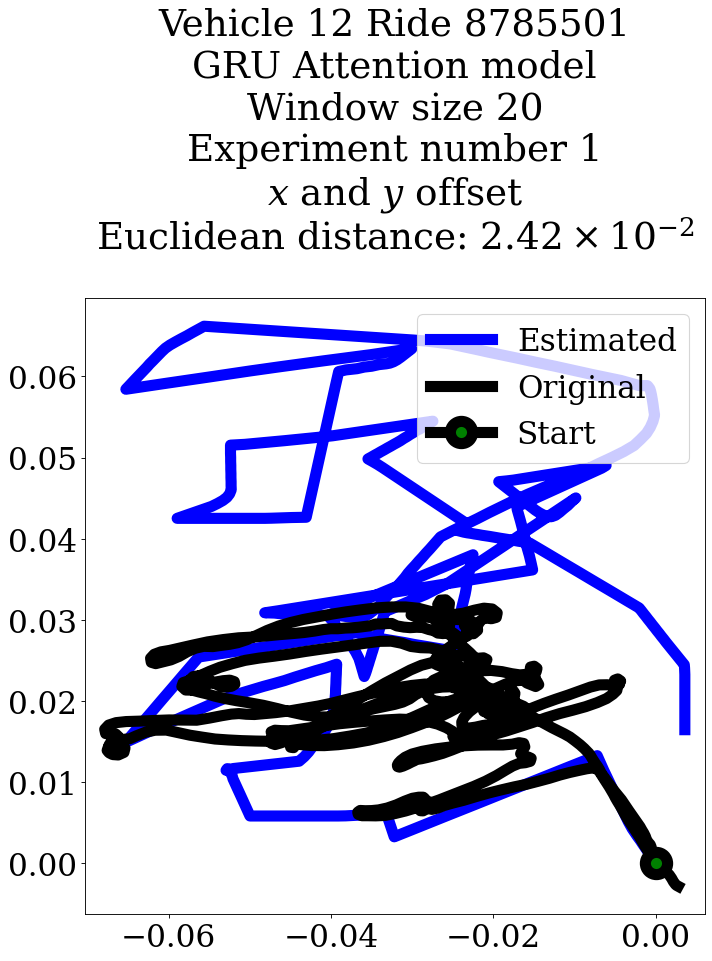 Vehicle 12 Ride 8785501
GRU Attention model
Window size 20
Experiment number 1
x and y offset
Euclidean distance: 2.42 × 10⁻²
Estimated
Original
Start
0.06
0.05
0.04
0.03
0.02
0.01
0.00
−0.06 −0.04 −0.02 0.00